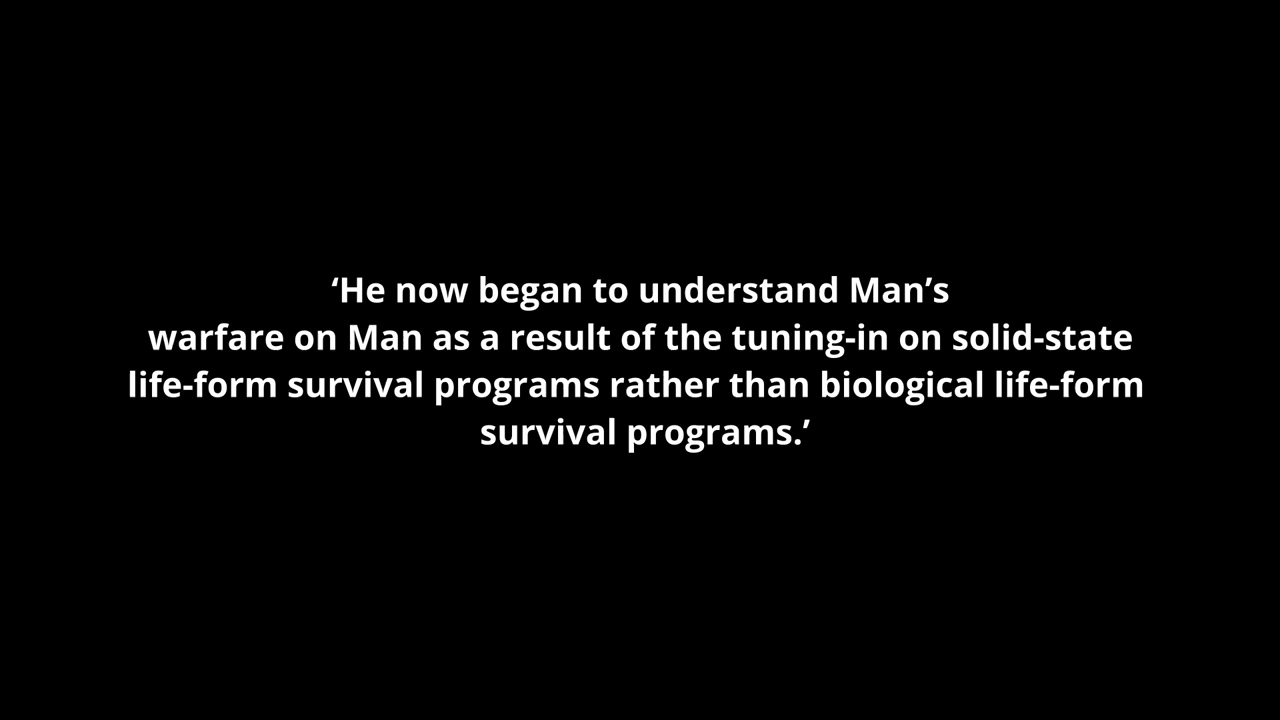 ‘He now began to understand Man’s
warfare on Man as a result of the tuning-in on solid-state
life-form survival programs rather than biological life-form
survival programs.’